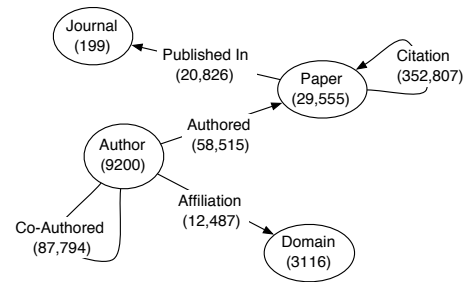 Journal
(199)
Published In
(20,826)
Citation
(352,807)
Paper
(29,555)
Authored
(58,515)
Author
(9200)
Affiliation
(12,487)
Co-Authored
(87,794)
Domain
(3116)